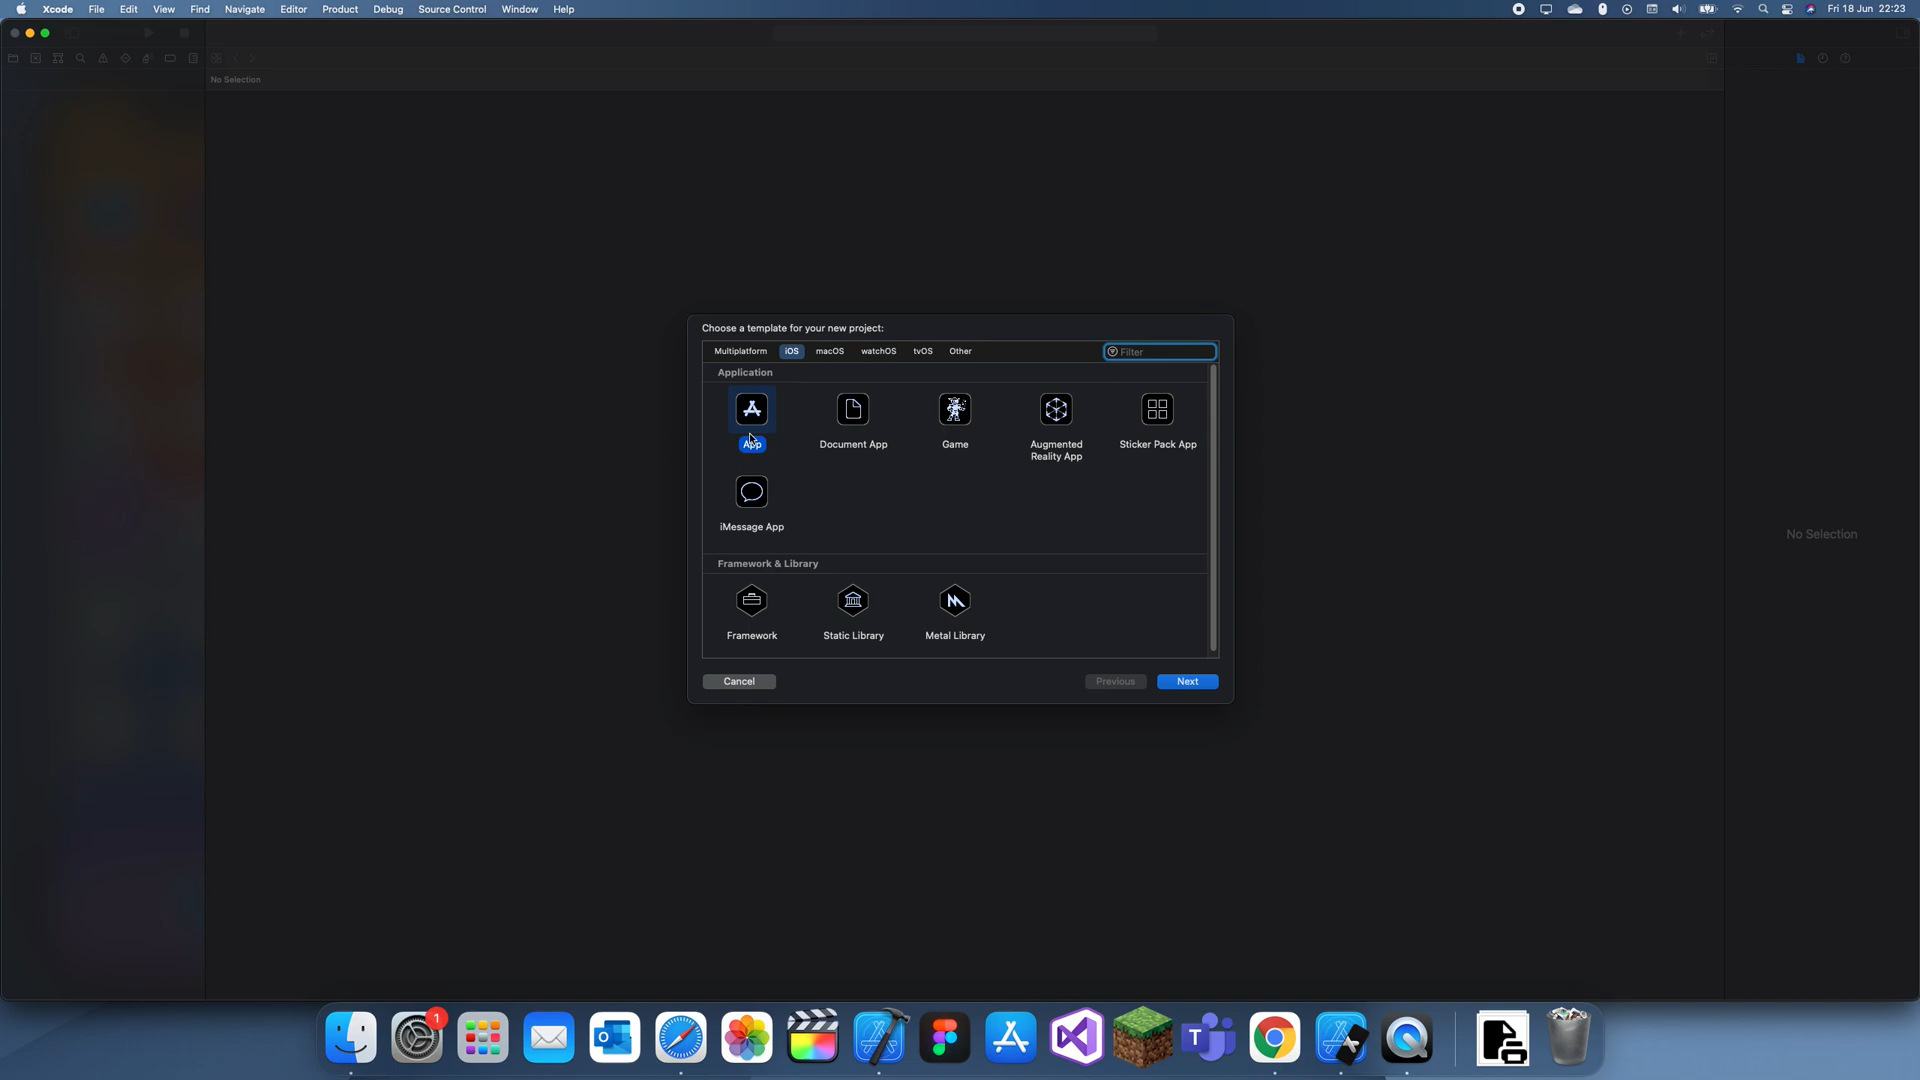 Xcode File Edit View Find Navigate Editor Product Debug Source Control Window Help Fri 18 Jun 22:23
No Selection
Choose a template for your new project:
Multiplatform iOS macOS watchOS tvOS Other Filter
Application
App Document App Game Augmented Reality App Sticker Pack App
iMessage App
No Selection
Framework & Library
Framework Static Library Metal Library
Cancel Previous Next
1